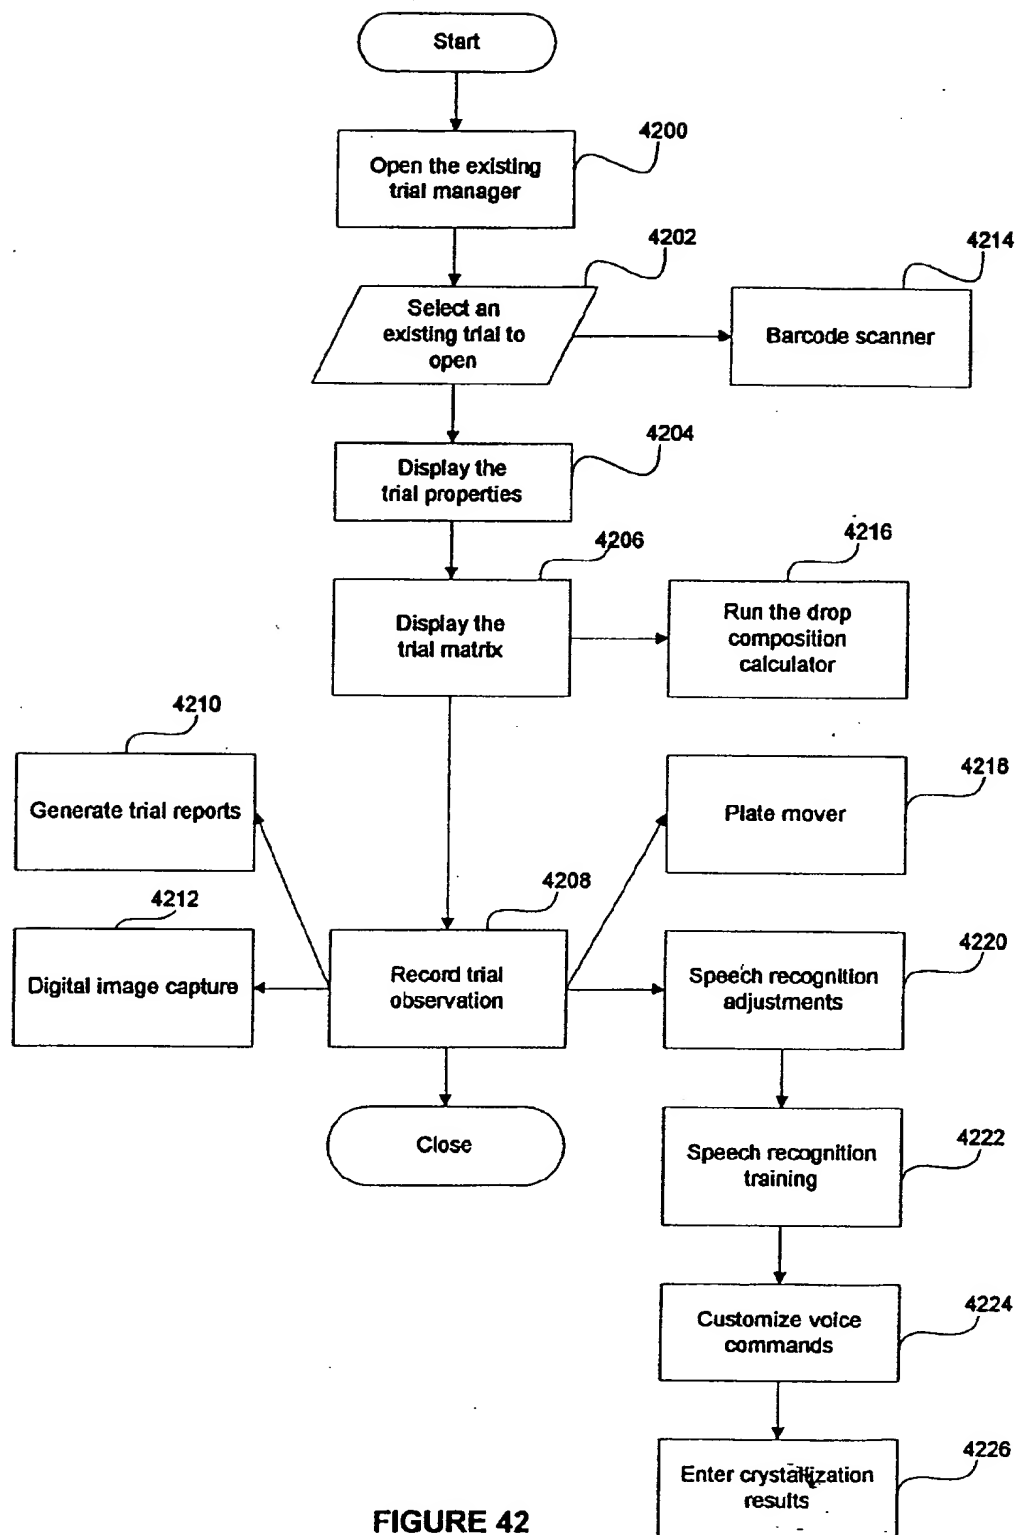 Start
4200
Open the existing
trial manager
4202
4214
Select an
existing trial to
open
Barcode scanner
4204
Display the
trial properties
4206
4216
Display the
trial matrix
Run the drop
composition
calculator
4210
4218
Generate trial reports
Plate mover
4212
4208
4220
Digital image capture
Record trial
observation
Speech recognition
adjustments
Close
4222
Speech recognition
training
4224
Customize voice
commands
4226
Enter crystallization
results
FIGURE 42